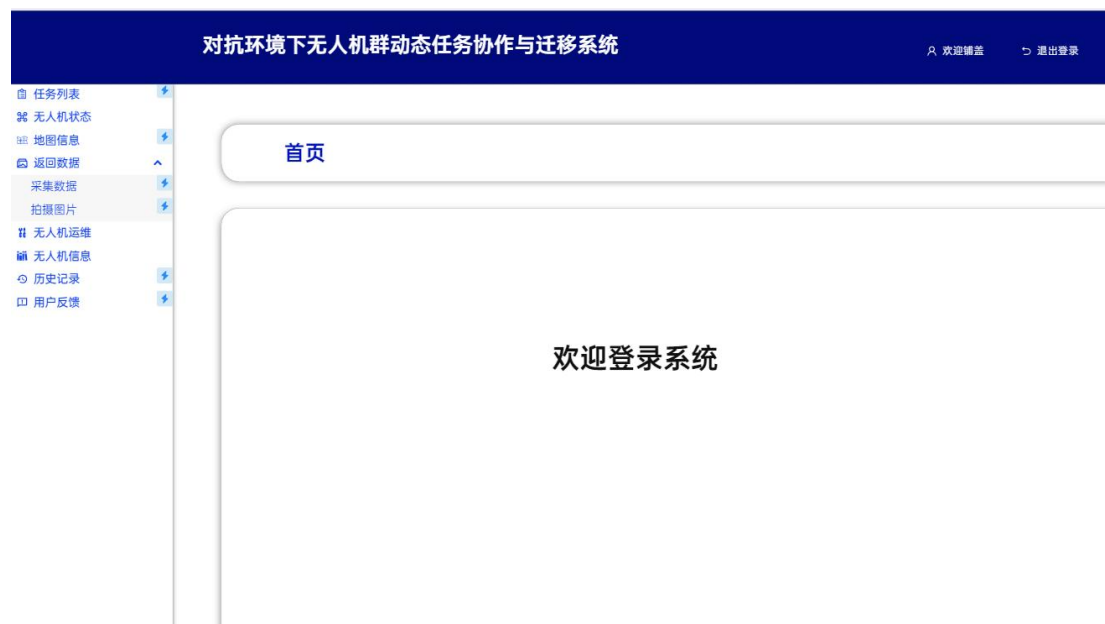 对抗环境下无人机群动态任务协作与迁移系统
欢迎铺盖 退出登录
任务列表
无人机状态
地图信息
返回数据
采集数据
拍摄图片
无人机运维
无人机信息
历史记录
用户反馈
首页
欢迎登录系统